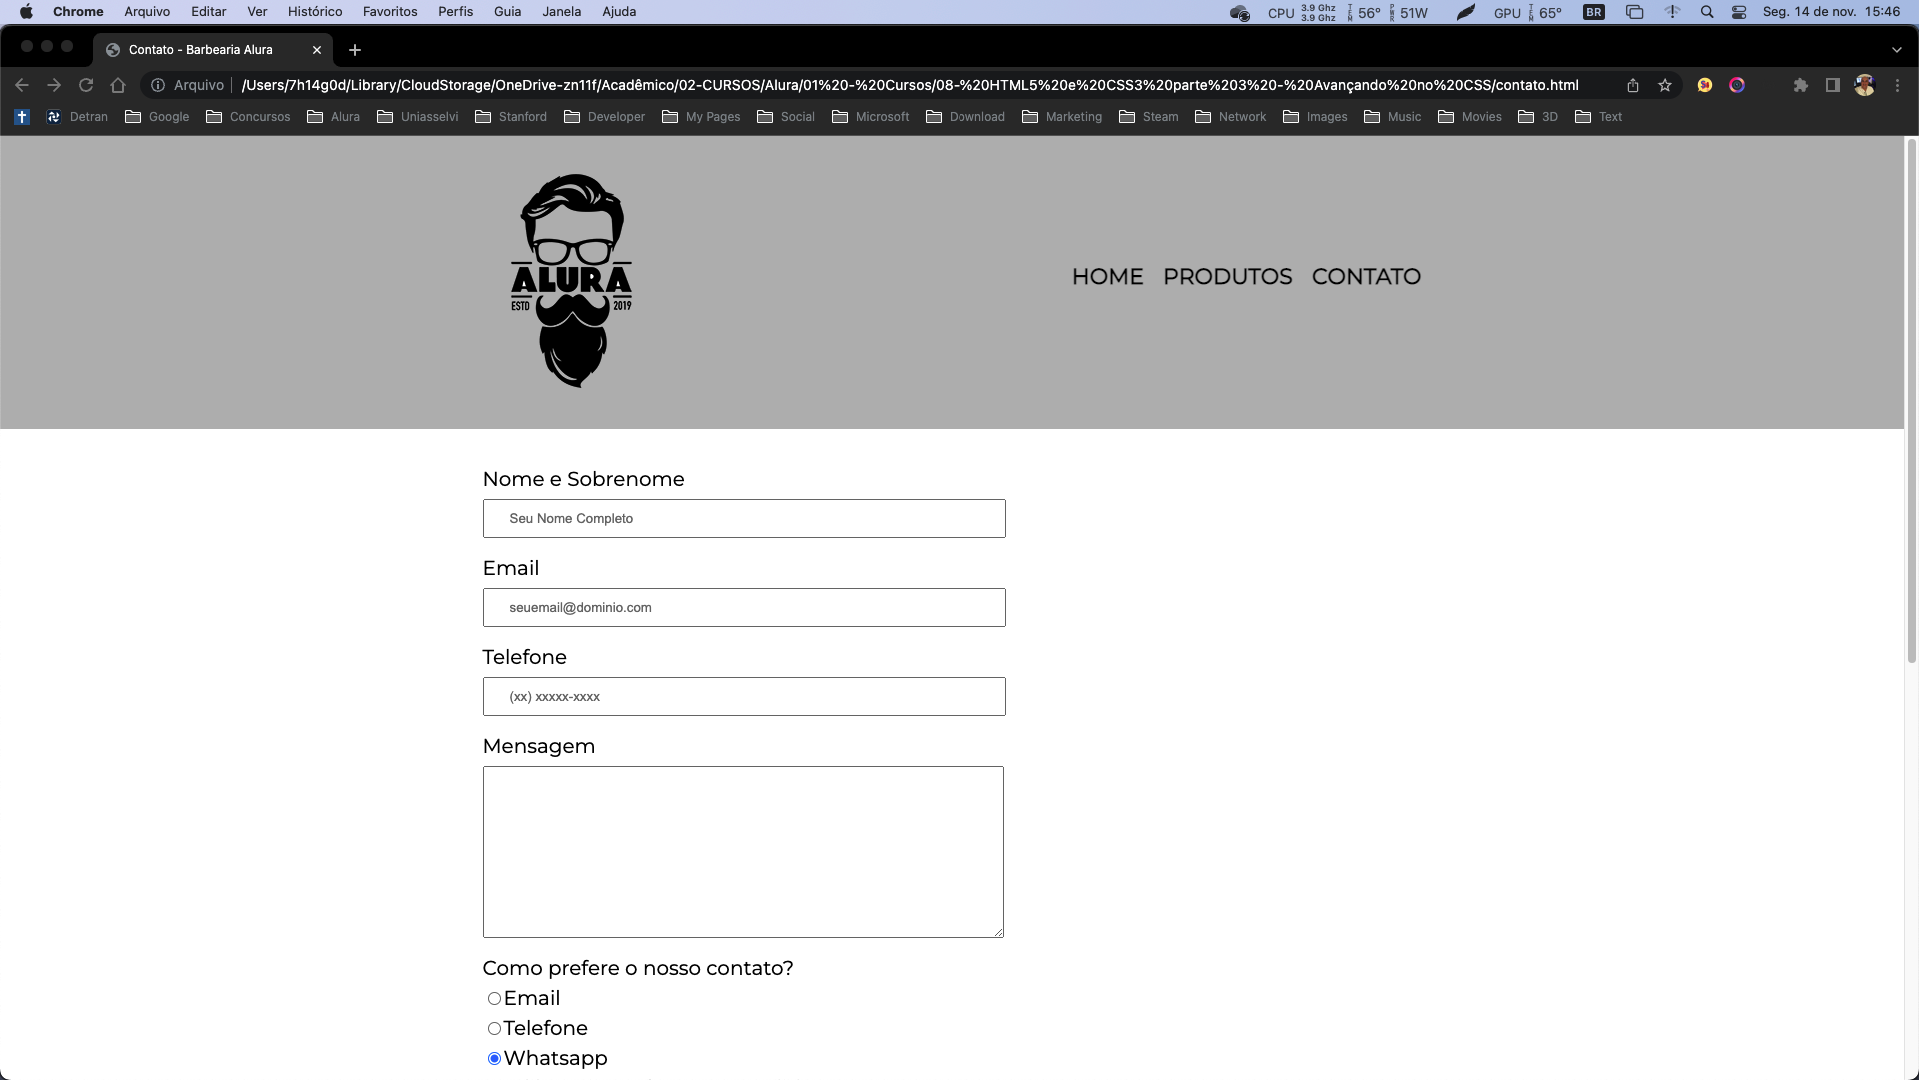 Chrome Arquivo Editar Ver Histórico Favoritos Perfis Guia Janela Ajuda CPU 3.9 Ghz 3.9 Ghz TEM 56° PWR 51W GPU TEM 65° BR Seg. 14 de nov. 15:46
Contato - Barbearia Alura
Arquivo /Users/7h14g0d/Library/CloudStorage/OneDrive-zn11f/Acadêmico/02-CURSOS/Alura/01%20-%20Cursos/08-%20HTML5%20e%20CSS3%20parte%203%20-%20Avançando%20no%20CSS/contato.html
Detran Google Concursos Alura Uniasselvi Stanford Developer My Pages Social Microsoft Download Marketing Steam Network Images Music Movies 3D Text
ALURA
ESTD 2019
HOME PRODUTOS CONTATO
Nome e Sobrenome
Seu Nome Completo
Email
seuemail@dominio.com
Telefone
(xx) xxxxx-xxxx
Mensagem
Como prefere o nosso contato?
Email
Telefone
Whatsapp